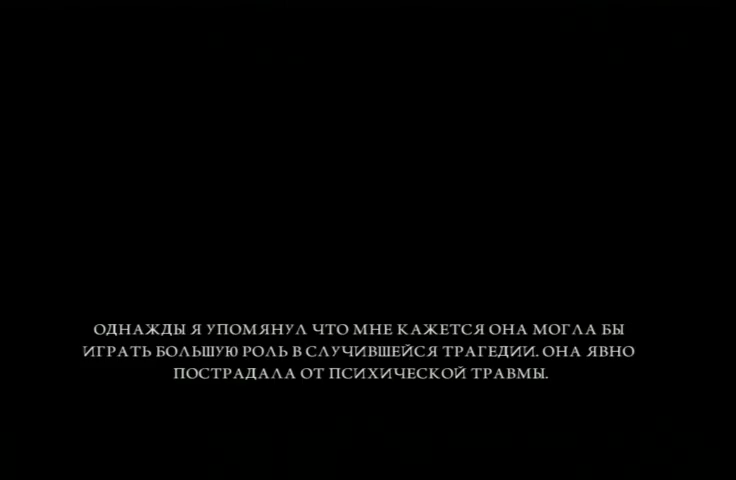 ОДНАЖДЫ Я УПОМЯНУЛ ЧТО МНЕ КАЖЕТСЯ ОНА МОГЛА БЫ
ИГРАТЬ БОЛЬШУЮ РОЛЬ В СЛУЧИВШЕЙСЯ ТРАГЕДИИ. ОНА ЯВНО
ПОСТРАДАЛА ОТ ПСИХИЧЕСКОЙ ТРАВМЫ.